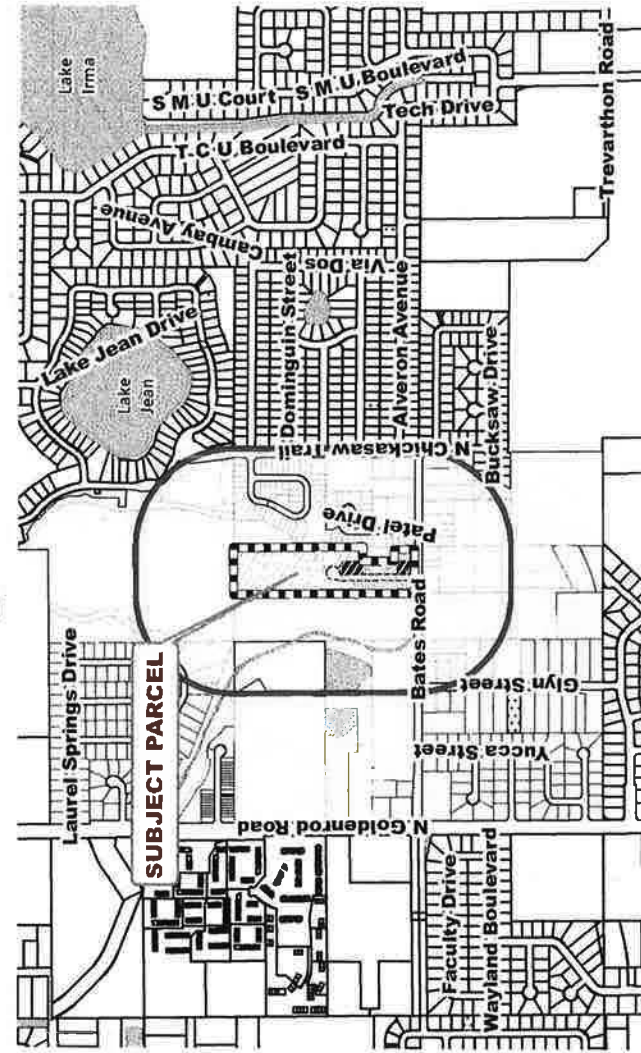 Lake
Irma
S M U Court
S M U Boulevard
Tech Drive
T C U Boulevard
Trevarthon Road
Cambay Avenue
Via Dos
Dominguin Street
Alveron Avenue
Lake Jean Drive
Lake
Jean
Bucksaw Drive
N Chickasaw Trail
Patel Drive
Bates Road
SUBJECT PARCEL
Laurel Springs Drive
Glyn Street
Yucca Street
N Goldenrod Road
Faculty Drive
Wayland Boulevard